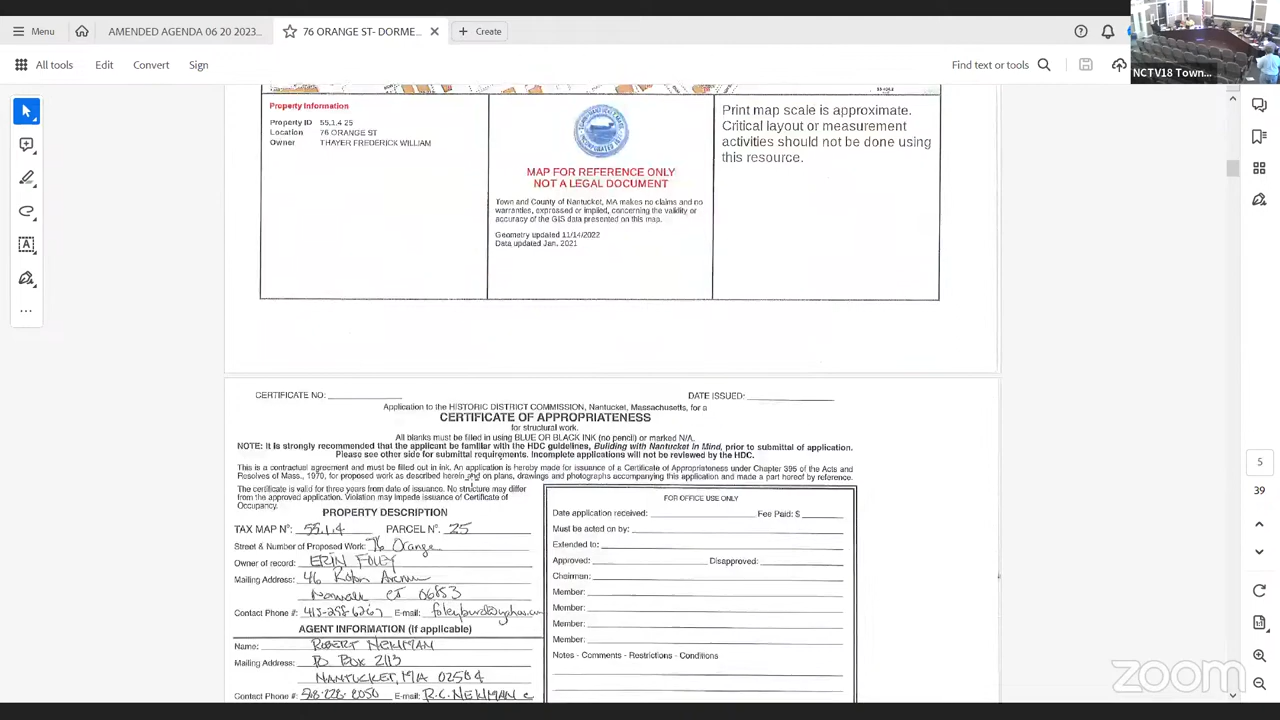 Menu
AMENDED AGENDA 06 20 2023...
76 ORANGE ST- DORME...
Create
NCTV18 Town...
All tools
Edit
Convert
Sign
Find text or tools
Property Information
Property ID 55.1.4 25
Location 76 ORANGE ST
Owner THAYER FREDERICK WILLIAM
MAP FOR REFERENCE ONLY
NOT A LEGAL DOCUMENT
Town and County of Nantucket, MA makes no claims and no
warranties, expressed or implied, concerning the validity or
accuracy of the GIS data presented on this map.
Geometry updated 11/14/2022
Data updated Jan. 2021
Print map scale is approximate.
Critical layout or measurement
activities should not be done using
this resource.
5
39
CERTIFICATE NO:
DATE ISSUED:
Application to the HISTORIC DISTRICT COMMISSION, Nantucket, Massachusetts, for a
CERTIFICATE OF APPROPRIATENESS
for structural work.
All blanks must be filled in using BLUE OR BLACK INK (no pencil) or marked N/A.
NOTE: It is strongly recommended that the applicant be familiar with the HDC guidelines, Building with Nantucket in Mind, prior to submittal of application.
Please see other side for submittal requirements. Incomplete applications will not be reviewed by the HDC.
This is a contractual agreement and must be filled out in ink. An application is hereby made for issuance of a Certificate of Appropriateness under Chapter 395 of the Acts and
Resolves of Mass., 1970, for proposed work as described herein and on plans, drawings and photographs accompanying this application and made a part hereof by reference.
The certificate is valid for three years from date of issuance. No structure may differ
from the approved application. Violation may impede issuance of Certificate of
Occupancy.
PROPERTY DESCRIPTION
TAX MAP Nº: 55.1.4 PARCEL Nº. 25
Street & Number of Proposed Work: 76 Orange
Owner of record: ERIN FOLEY
Mailing Address: 46
CT 06853
Contact Phone #: E-mail:
AGENT INFORMATION (if applicable)
Name: ROBERT NEWMAN
Mailing Address: PO BOX 2113
NANTUCKET, MA 02584
Contact Phone #: 508-228-8050 E-mail: R.C.NEWMAN
FOR OFFICE USE ONLY
Date application received: Fee Paid: $
Must be acted on by:
Extended to:
Approved: Disapproved:
Chairman:
Member:
Member:
Member:
Member:
Notes - Comments - Restrictions - Conditions
zoom